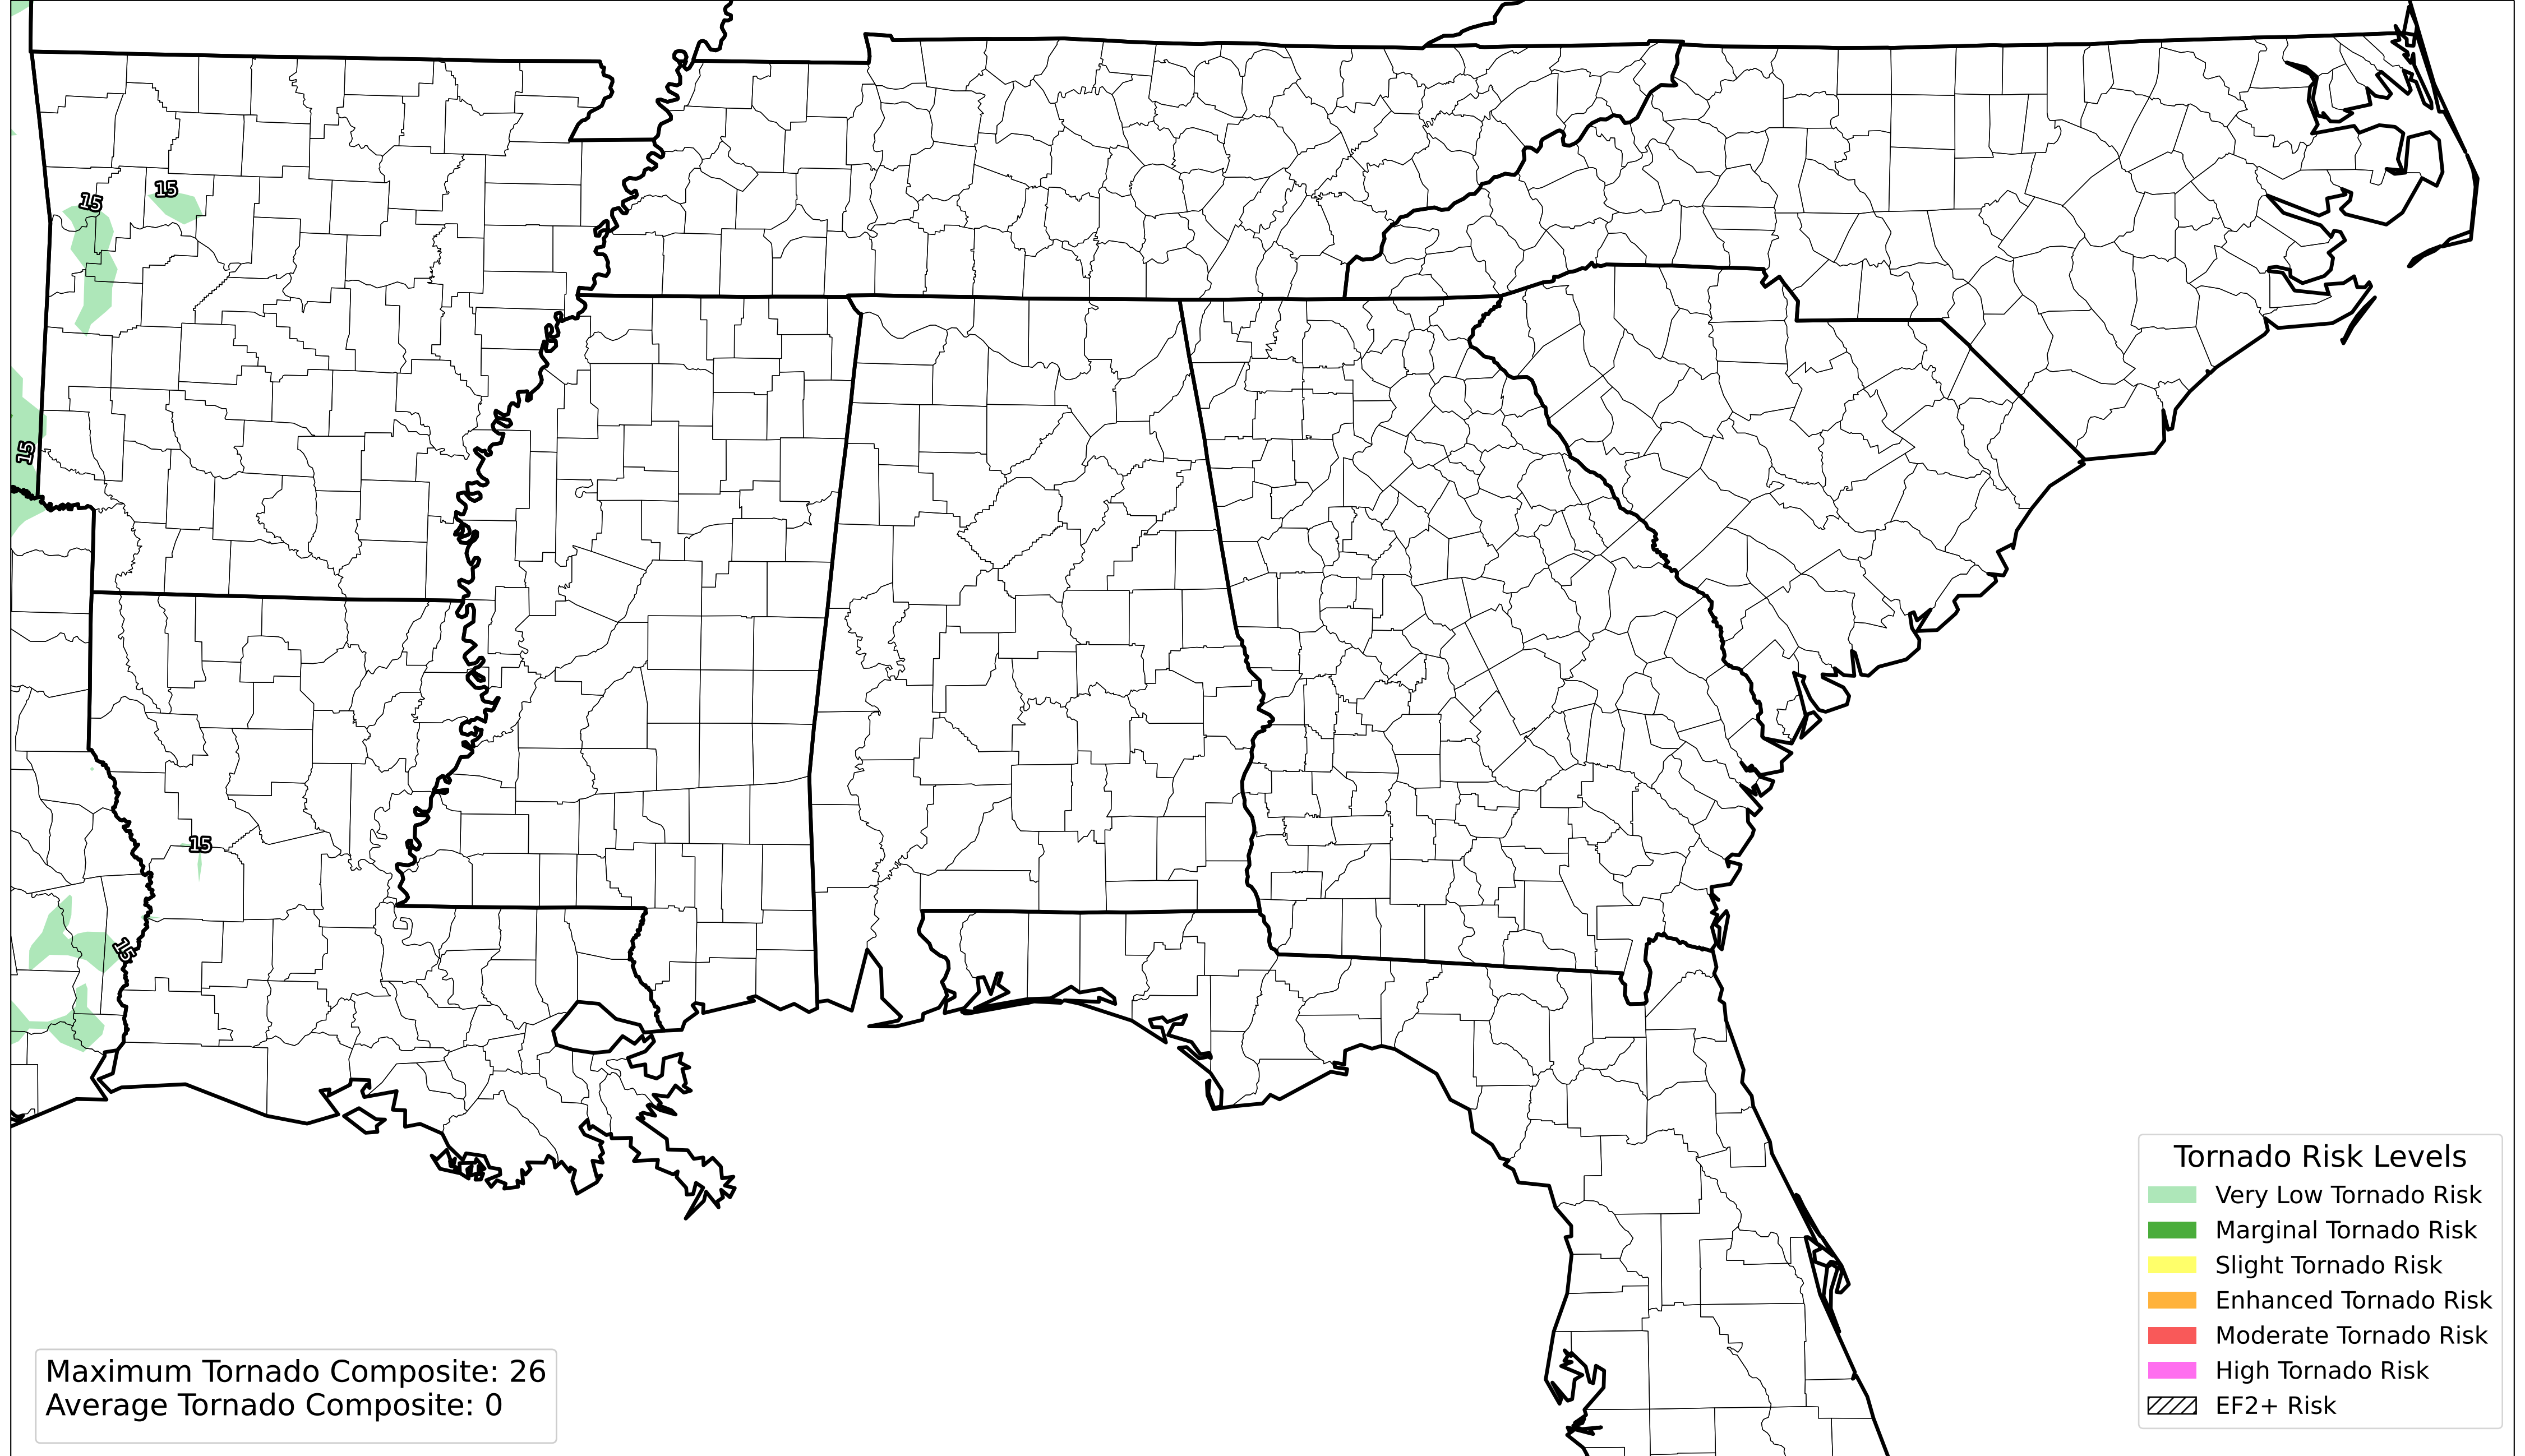 15
15
15
15
15
Tornado Risk Levels
Very Low Tornado Risk
Marginal Tornado Risk
Slight Tornado Risk
Enhanced Tornado Risk
Moderate Tornado Risk
High Tornado Risk
EF2+ Risk
Maximum Tornado Composite: 26
Average Tornado Composite: 0